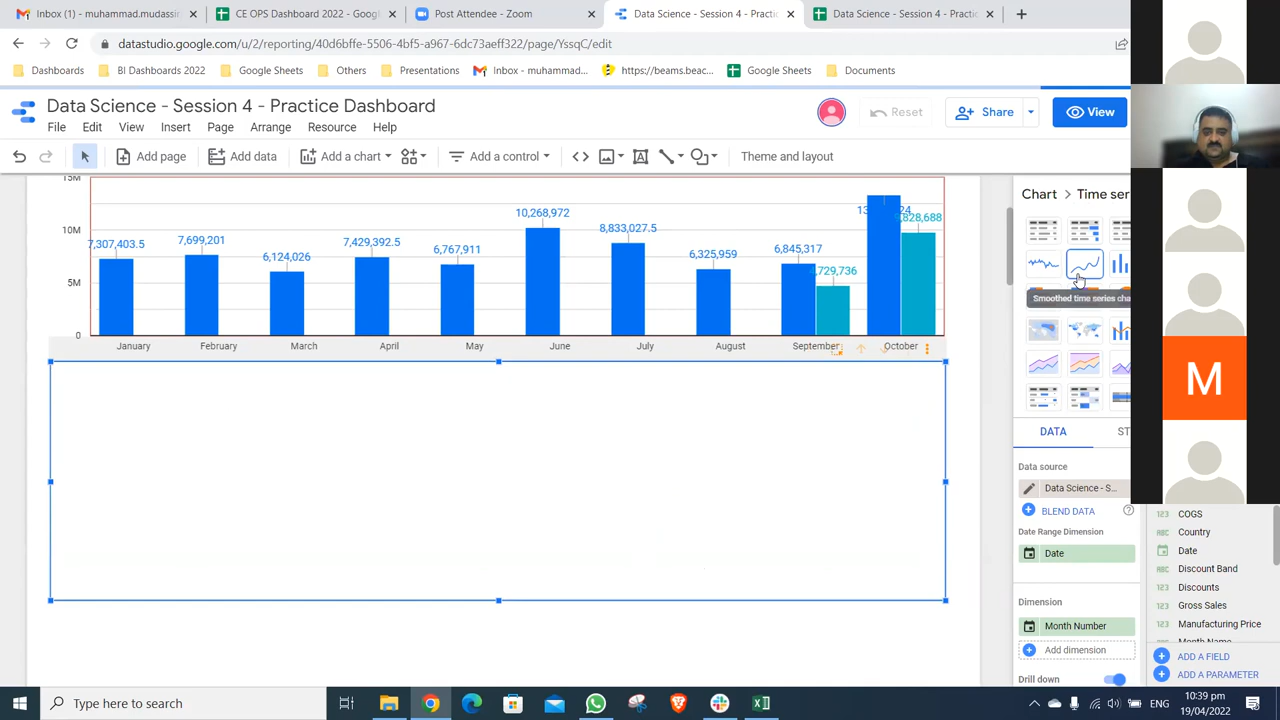 Inbox (1) - muhammad.mudassir
CE OPS Dashboard 2022 - Google
Post Attendee - Zoom
Data Science - Session 4 - Practic
Data Science - Session 4 - Practic
datastudio.google.com/u/2/reporting/40d6bffe-5506-4bf5-a967-6dc73aeff322/page/YssqC/edit
Dashboards
BI Dashboards 2022
Google Sheets
Others
Presentations
Inbox - muhammad...
https://beams.beac...
Google Sheets
Documents
Data Science - Session 4 - Practice Dashboard
Reset
Share
View
File Edit View Insert Page Arrange Resource Help
Add page
Add data
Add a chart
Add a control
Theme and layout
15M
10M
5M
0
7,307,403.5
7,699,201
6,124,026
7,429,392.5
6,767,911
10,268,972
8,833,027.5
6,325,959
6,845,317
4,729,736
9,828,688
January February March April May June July August September October
Chart > Time seri
Smoothed time series cha
DATA
ST
Data source
Data Science - S...
BLEND DATA
Date Range Dimension
Date
Dimension
Month Number
Add dimension
Drill down
M
COGS
Country
Date
Discount Band
Discounts
Gross Sales
Manufacturing Price
Month Name
ADD A FIELD
ADD A PARAMETER
Type here to search
ENG
10:39 pm
19/04/2022